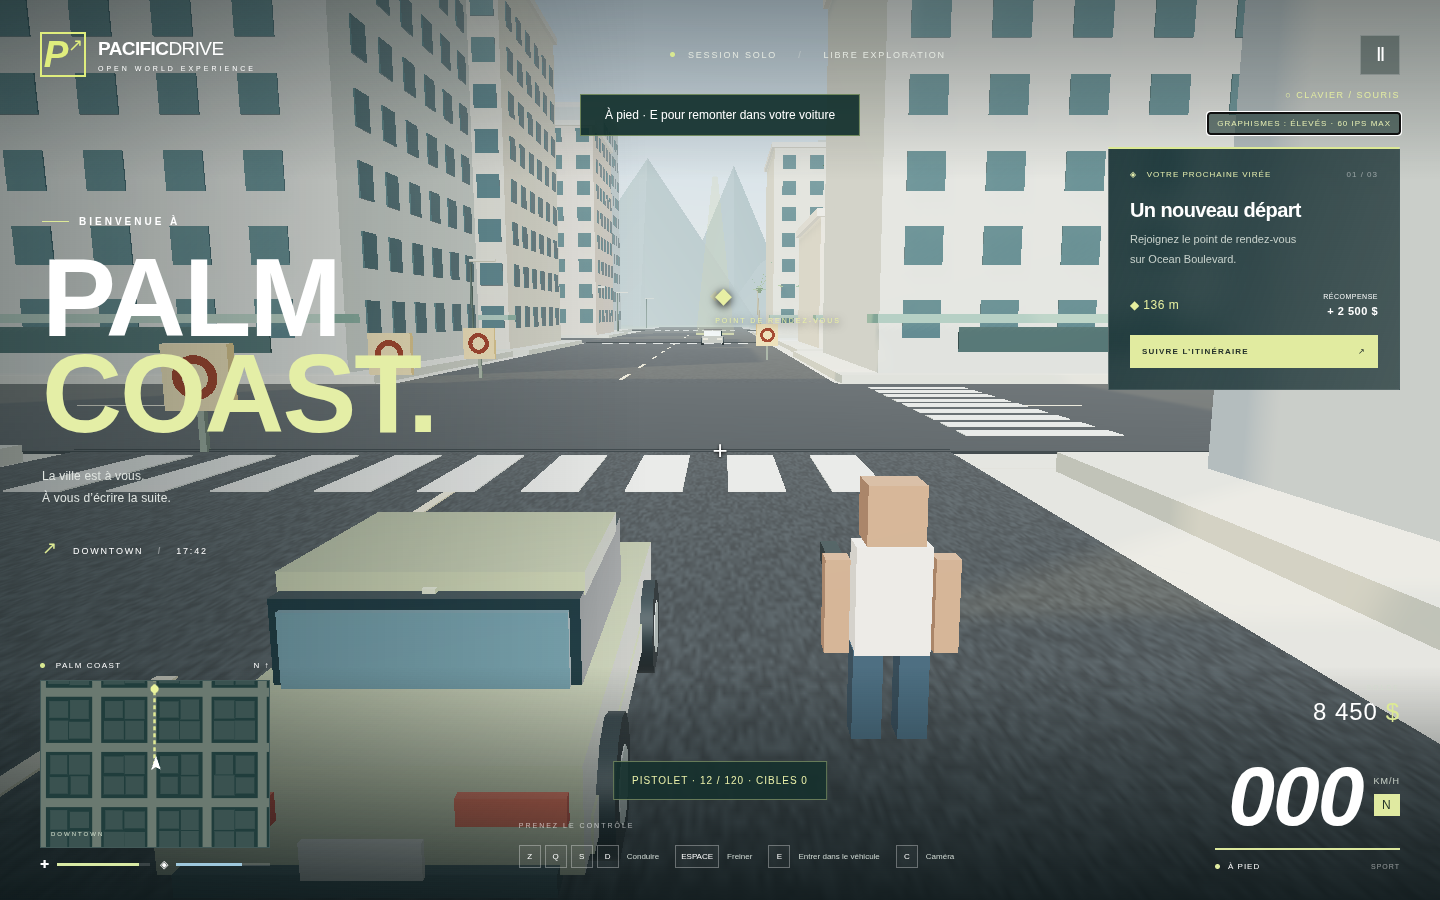 P↗
PACIFICDRIVE
OPEN WORLD EXPERIENCE
SESSION SOLO / LIBRE EXPLORATION
À pied · E pour remonter dans votre voiture
CLAVIER / SOURIS
GRAPHISMES : ÉLEVÉS · 60 IPS MAX
VOTRE PROCHAINE VIRÉE 01 / 03
Un nouveau départ
Rejoignez le point de rendez-vous
sur Ocean Boulevard.
◆ 136 m
RÉCOMPENSE
+ 2 500 $
SUIVRE L'ITINÉRAIRE ↗
BIENVENUE À
PALM
COAST.
La ville est à vous.
À vous d'écrire la suite.
↗ DOWNTOWN / 17:42
POINT DE RENDEZ-VOUS
PALM COAST N ↑
DOWNTOWN
PISTOLET · 12 / 120 · CIBLES 0
PRENEZ LE CONTRÔLE
Z Q S D Conduire ESPACE Freiner E Entrer dans le véhicule C Caméra
8 450 $
000 KM/H
N
À PIED SPORT